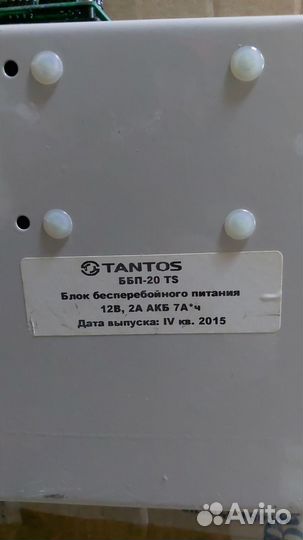 TANTOS
ББП-20 TS
Блок бесперебойного питания
12В, 2А АКБ 7А*ч
Дата выпуска: IV кв. 2015
Avito